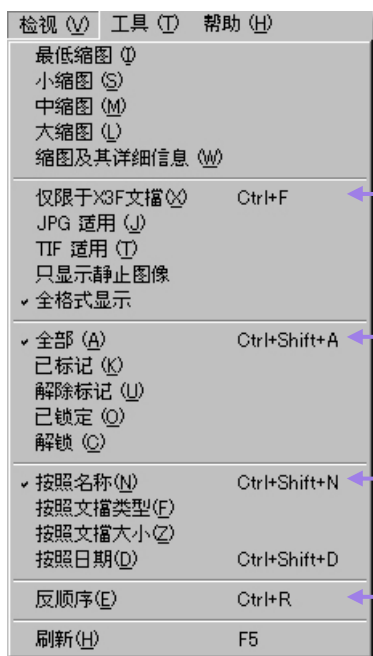 检视 (V) 工具 (T) 帮助 (H)
最低缩图 (I)
小缩图 (S)
中缩图 (M)
大缩图 (L)
缩图及其详细信息 (W)
仅限于X3F文擋(X) Ctrl+F
JPG 适用 (J)
TIF 适用 (T)
只显示静止图像
✓ 全格式显示
✓ 全部 (A) Ctrl+Shift+A
已标记 (K)
解除标记 (U)
已锁定 (O)
解锁 (C)
✓ 按照名称(N) Ctrl+Shift+N
按照文擋类型(F)
按照文擋大小(Z)
按照日期(D) Ctrl+Shift+D
反顺序(E) Ctrl+R
刷新(H) F5